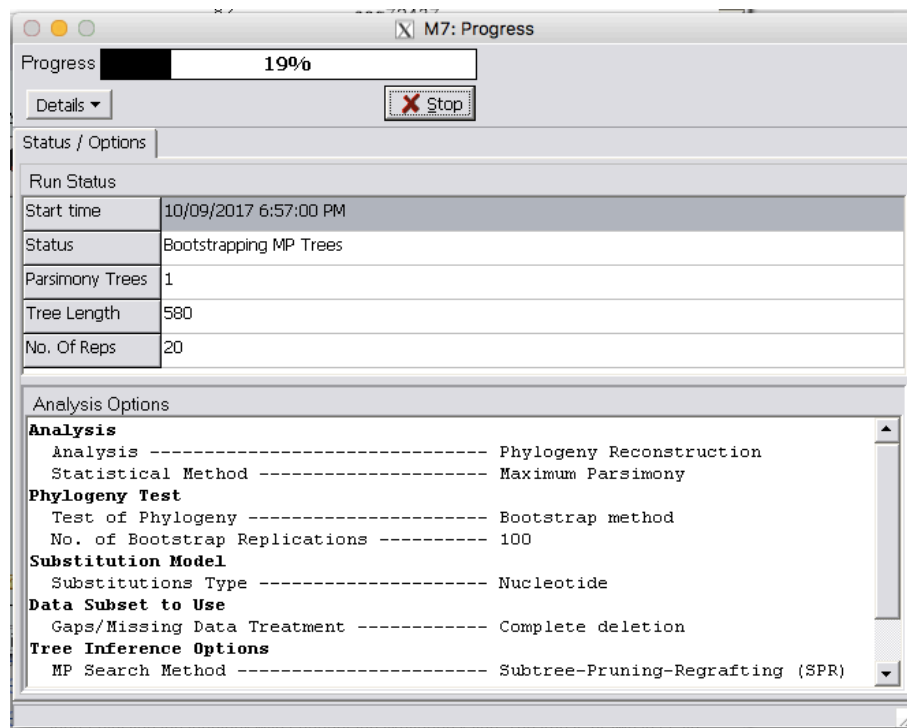 M7: Progress
Progress 19%
Details
Stop
Status / Options
Run Status
Start time 10/09/2017 6:57:00 PM
Status Bootstrapping MP Trees
Parsimony Trees 1
Tree Length 580
No. Of Reps 20
Analysis Options
Analysis
Analysis ------------------------------- Phylogeny Reconstruction
Statistical Method --------------------- Maximum Parsimony
Phylogeny Test
Test of Phylogeny ---------------------- Bootstrap method
No. of Bootstrap Replications ---------- 100
Substitution Model
Substitutions Type --------------------- Nucleotide
Data Subset to Use
Gaps/Missing Data Treatment ------------ Complete deletion
Tree Inference Options
MP Search Method ----------------------- Subtree-Pruning-Regrafting (SPR)